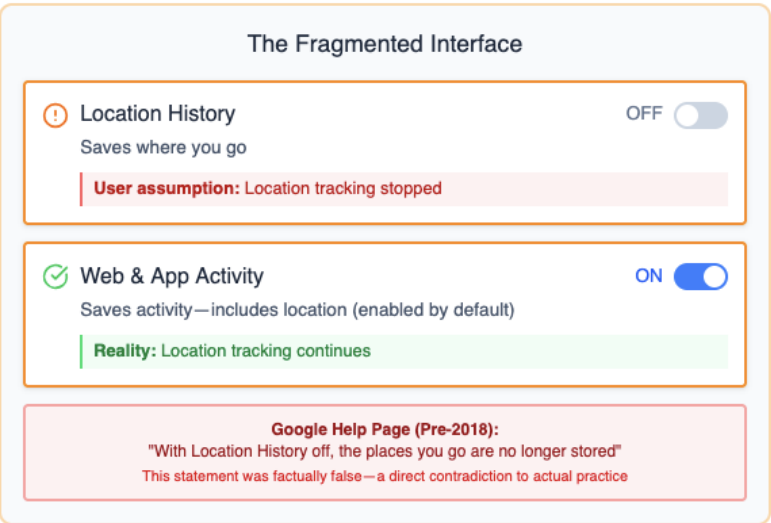 The Fragmented Interface
Location History
OFF
Saves where you go
User assumption: Location tracking stopped
Web & App Activity
ON
Saves activity—includes location (enabled by default)
Reality: Location tracking continues
Google Help Page (Pre-2018):
"With Location History off, the places you go are no longer stored"
This statement was factually false—a direct contradiction to actual practice